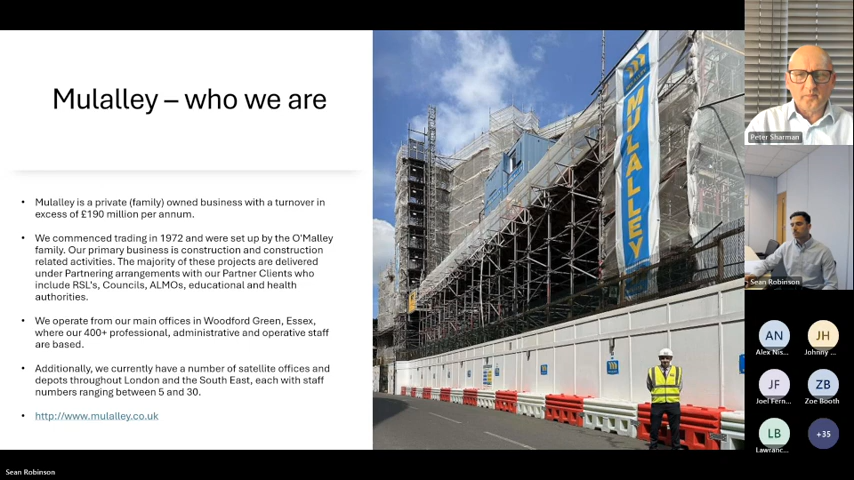 Mulalley – who we are
• Mulalley is a private (family) owned business with a turnover in
excess of £190 million per annum.
• We commenced trading in 1972 and were set up by the O'Malley
family. Our primary business is construction and construction
related activities. The majority of these projects are delivered
under Partnering arrangements with our Partner Clients who
include RSL's, Councils, ALMOs, educational and health
authorities.
• We operate from our main offices in Woodford Green, Essex,
where our 400+ professional, administrative and operative staff
are based.
• Additionally, we currently have a number of satellite offices and
depots throughout London and the South East, each with staff
numbers ranging between 5 and 30.
• http://www.mulalley.co.uk
MULALLEY
Peter Sharman
Sean Robinson
AN
JH
Alex Nis...
Johnny ...
JF
ZB
Joel Fern...
Zoe Booth
LB
+35
Lawranc...
Sean Robinson